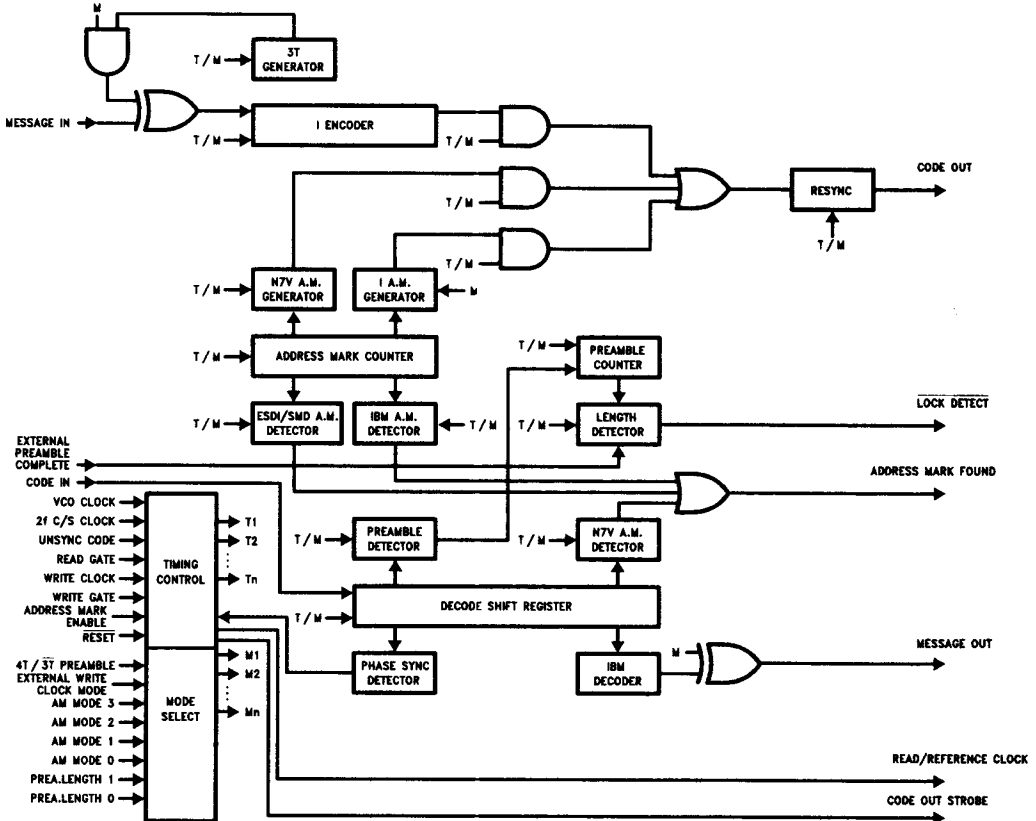 M
3T
GENERATOR
T/M
MESSAGE IN
I ENCODER
T/M
T/M
CODE OUT
RESYNC
T/M
T/M
T/M
N7V A.M.
GENERATOR
T/M
I A.M.
GENERATOR
M
ADDRESS MARK COUNTER
T/M
T/M
PREAMBLE
COUNTER
ESDI/SMD A.M.
DETECTOR
T/M
IBM A.M.
DETECTOR
T/M
T/M
LENGTH
DETECTOR
LOCK DETECT
EXTERNAL
PREAMBLE
COMPLETE
CODE IN
ADDRESS MARK FOUND
VCO CLOCK
2f C/S CLOCK
UNSYNC CODE
READ GATE
WRITE CLOCK
WRITE GATE
ADDRESS MARK
ENABLE
RESET
TIMING
CONTROL
T1
T2
Tn
T/M
PREAMBLE
DETECTOR
T/M
N7V A.M.
DETECTOR
T/M
DECODE SHIFT REGISTER
PHASE SYNC
DETECTOR
IBM
DECODER
M
MESSAGE OUT
4T/3T PREAMBLE
EXTERNAL WRITE
CLOCK MODE
AM MODE 3
AM MODE 2
AM MODE 1
AM MODE 0
PREA.LENGTH 1
PREA.LENGTH 0
MODE
SELECT
M1
M2
Mn
READ/REFERENCE CLOCK
CODE OUT STROBE